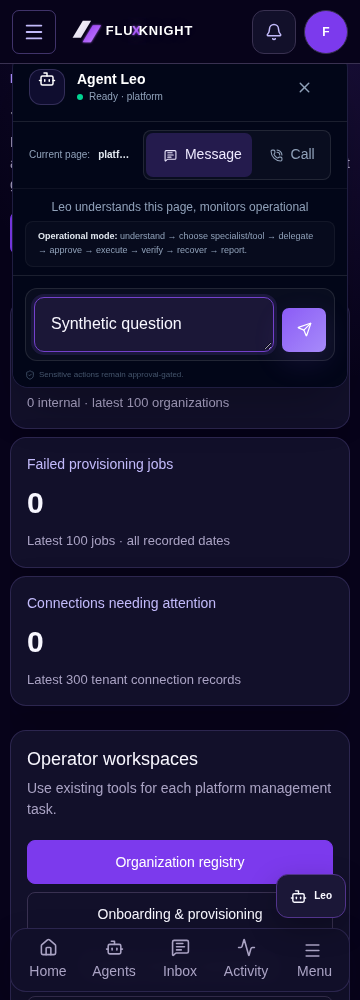 FLUXKNIGHT
F
Agent Leo
Ready · platform
Current page: platf...
Message
Call
Leo understands this page, monitors operational
Operational mode: understand → choose specialist/tool → delegate
→ approve → execute → verify → recover → report.
Synthetic question
Sensitive actions remain approval-gated.
0 internal · latest 100 organizations
Failed provisioning jobs
0
Latest 100 jobs · all recorded dates
Connections needing attention
0
Latest 300 tenant connection records
Operator workspaces
Use existing tools for each platform management
task.
Organization registry
Onboarding & provisioning
Leo
Home
Agents
Inbox
Activity
Menu